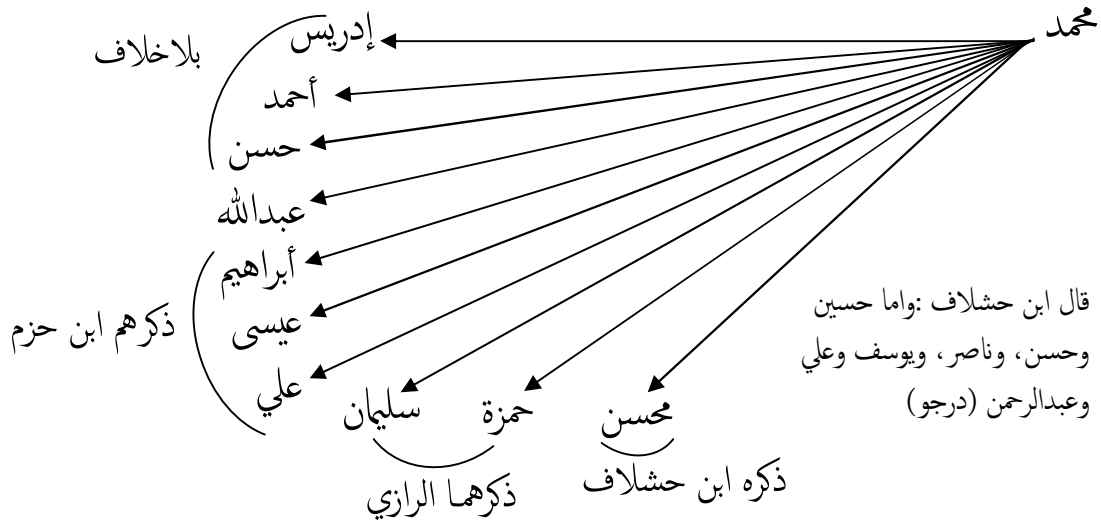 محمد
إدريس
أحمد
حسن
بلاخلاف
عبدالله
أبراهيم
عيسى
علي
ذكرهم ابن حزم
سليمان
حمزة
ذكرهما الرازي
محسن
ذكره ابن حشلاف
قال ابن حشلاف :واما حسين
وحسن، وناصر، ويوسف وعلي
وعبدالرحمن (درجو)